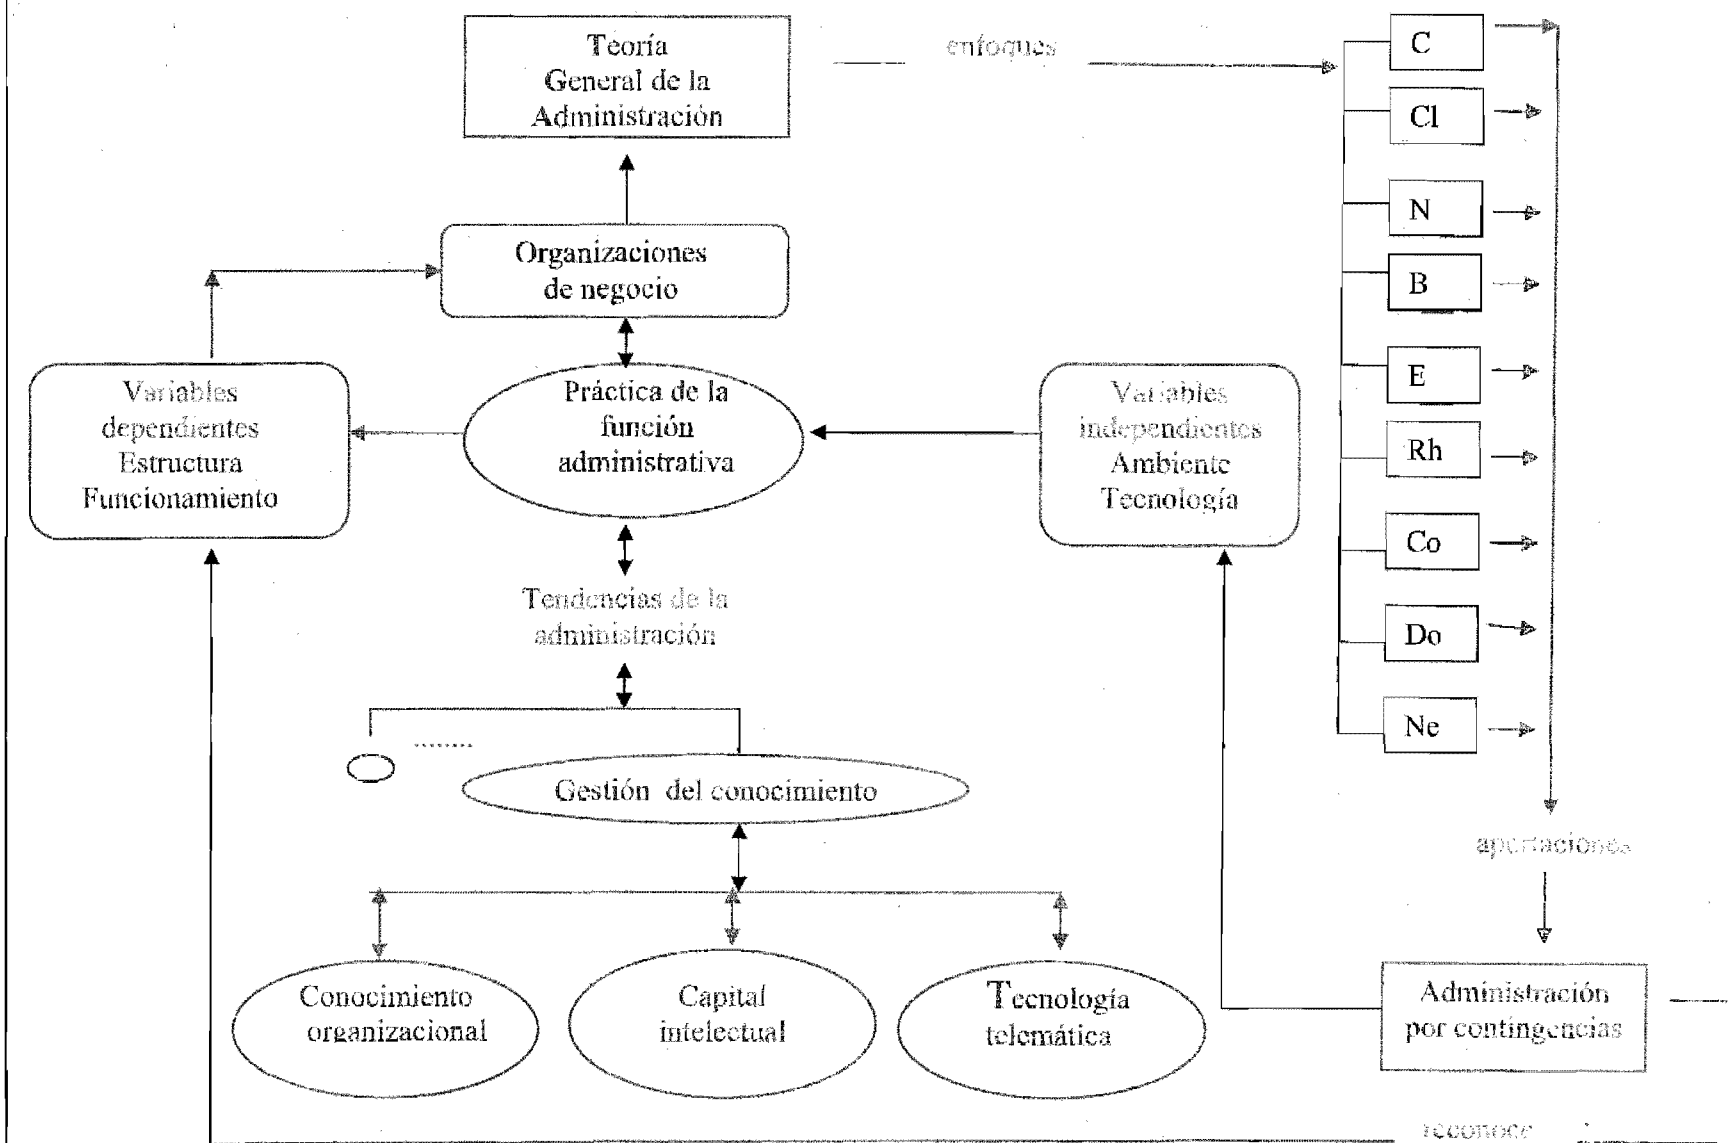 Teoría
General de la
Administración
enfoques
C
Cl
N
B
E
Rh
Co
Do
Ne
Organizaciones
de negocio
Variables
dependientes
Estructura
Funcionamiento
Práctica de la
función
administrativa
Variables
independientes
Ambiente
Tecnología
Tendencias de la
administración
........
Gestión del conocimiento
aportaciones
Conocimiento
organizacional
Capital
intelectual
Tecnología
telemática
Administración
por contingencias
reconoce